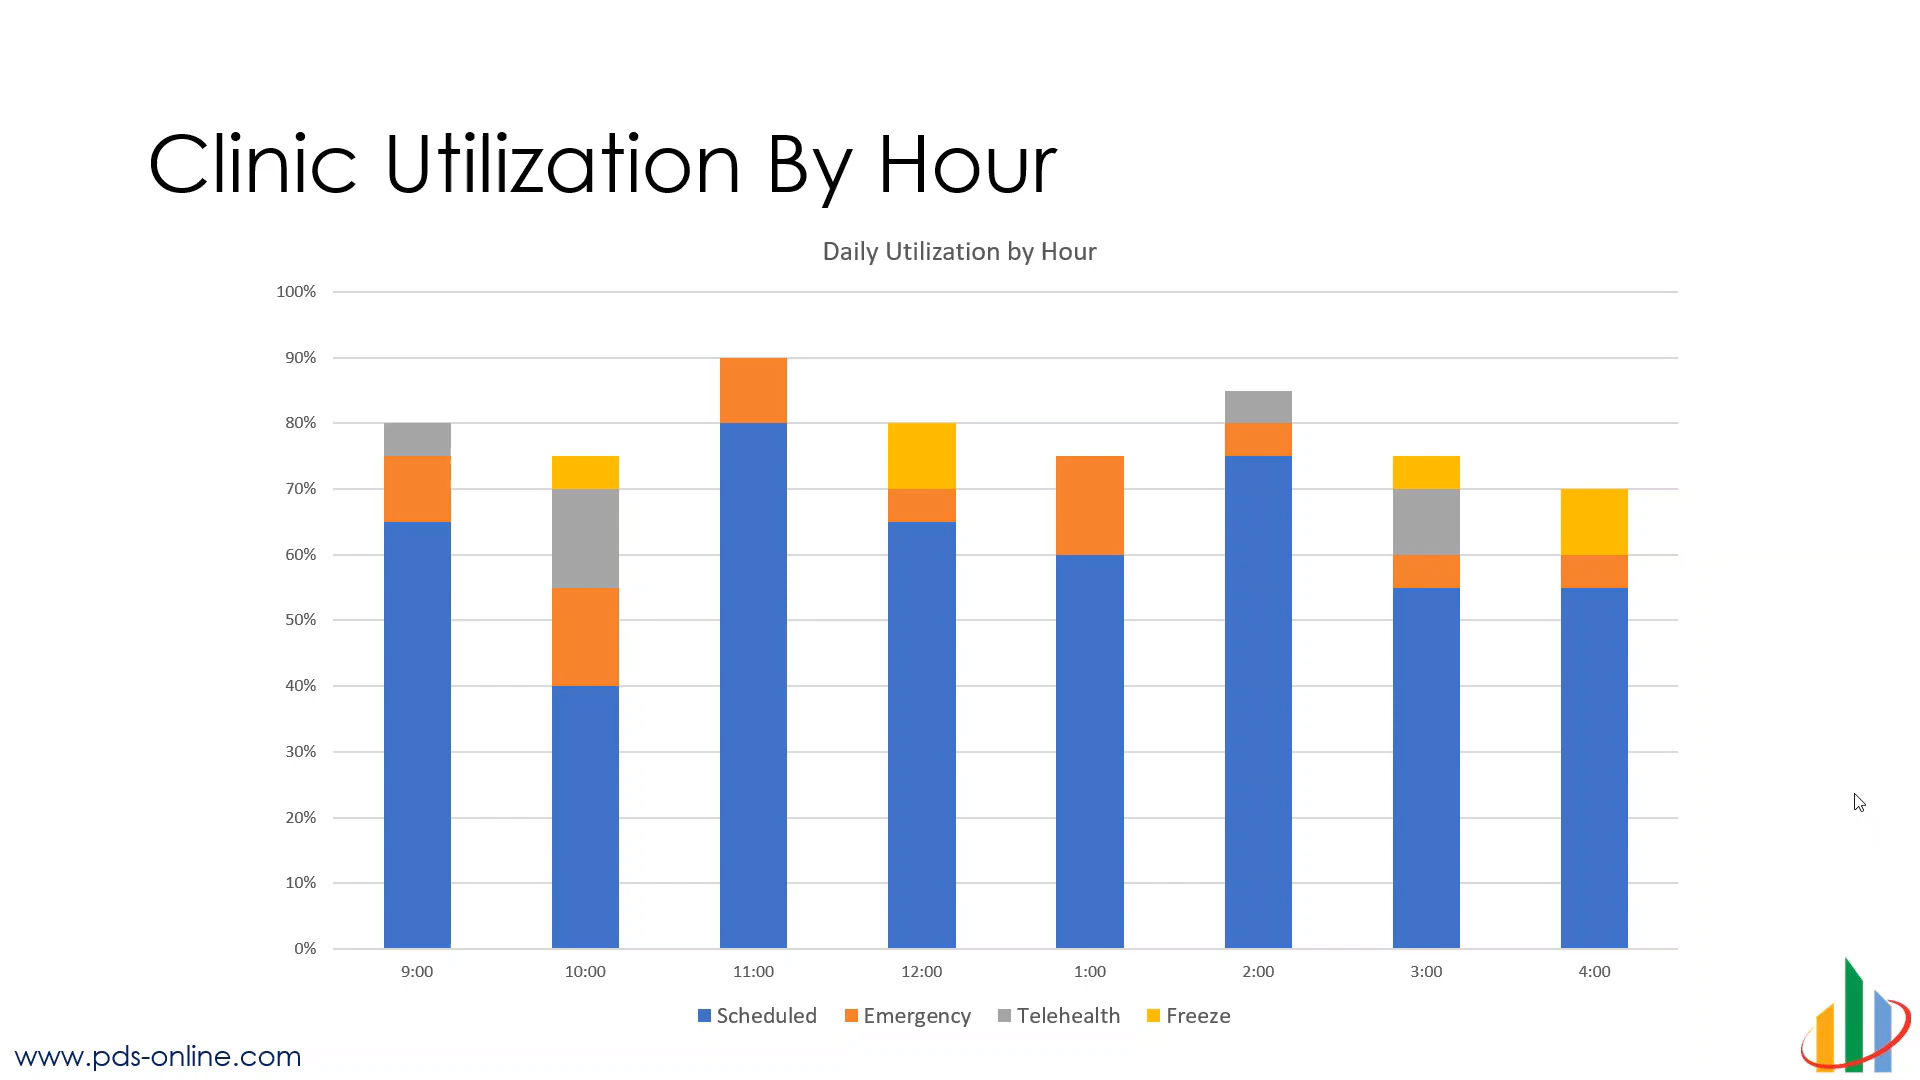 Clinic Utilization By Hour
Daily Utilization by Hour
100%
90%
80%
70%
60%
50%
40%
30%
20%
10%
0%
9:00 10:00 11:00 12:00 1:00 2:00 3:00 4:00
Scheduled Emergency Telehealth Freeze
www.pds-online.com